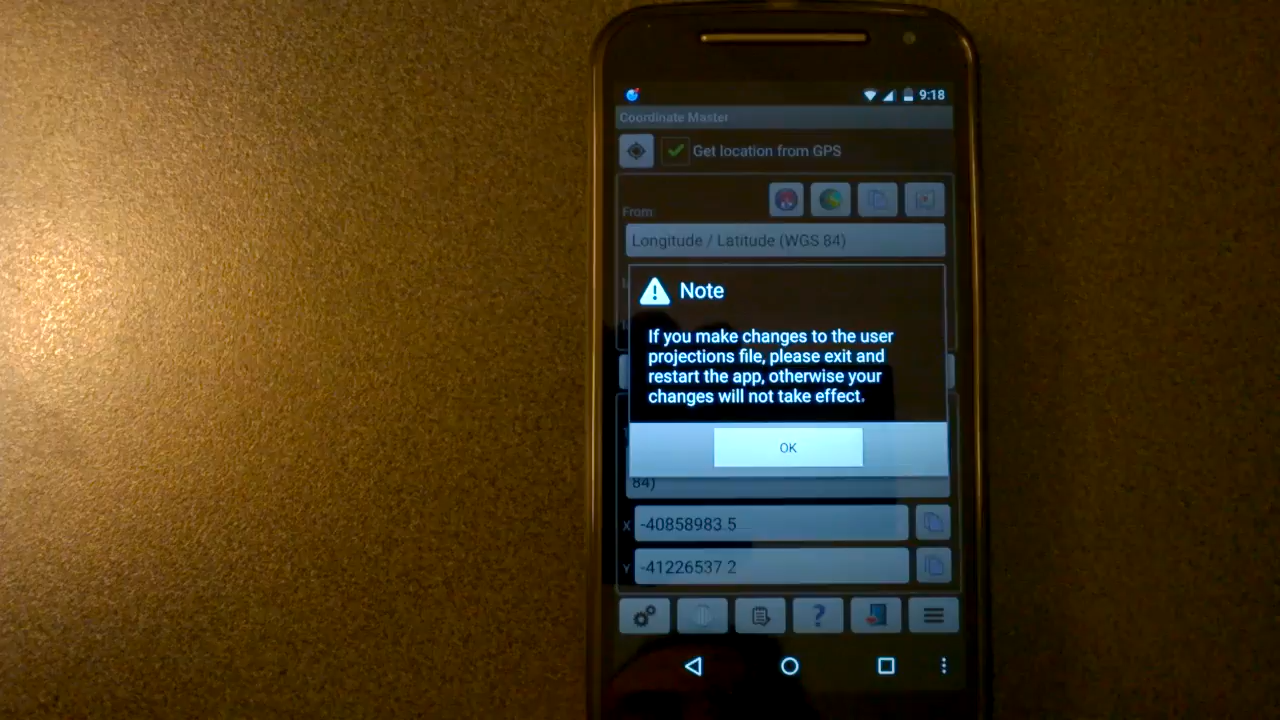 9:18
Coordinate Master
Get location from GPS
From:
Longitude / Latitude (WGS 84)
Note
If you make changes to the user
projections file, please exit and
restart the app, otherwise your
changes will not take effect.
OK
84)
X -40858983.5
Y -41226537.2
?